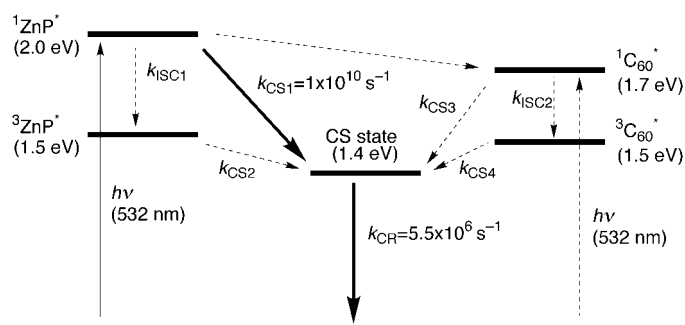 ¹ZnP*
(2.0 eV)
k_ISC1
k_CS1=1x10¹⁰ s⁻¹
¹C₆₀*
(1.7 eV)
k_CS3
k_ISC2
³ZnP*
(1.5 eV)
CS state
(1.4 eV)
³C₆₀*
(1.5 eV)
k_CS2
k_CS4
hν
(532 nm)
k_CR=5.5x10⁶ s⁻¹
hν
(532 nm)